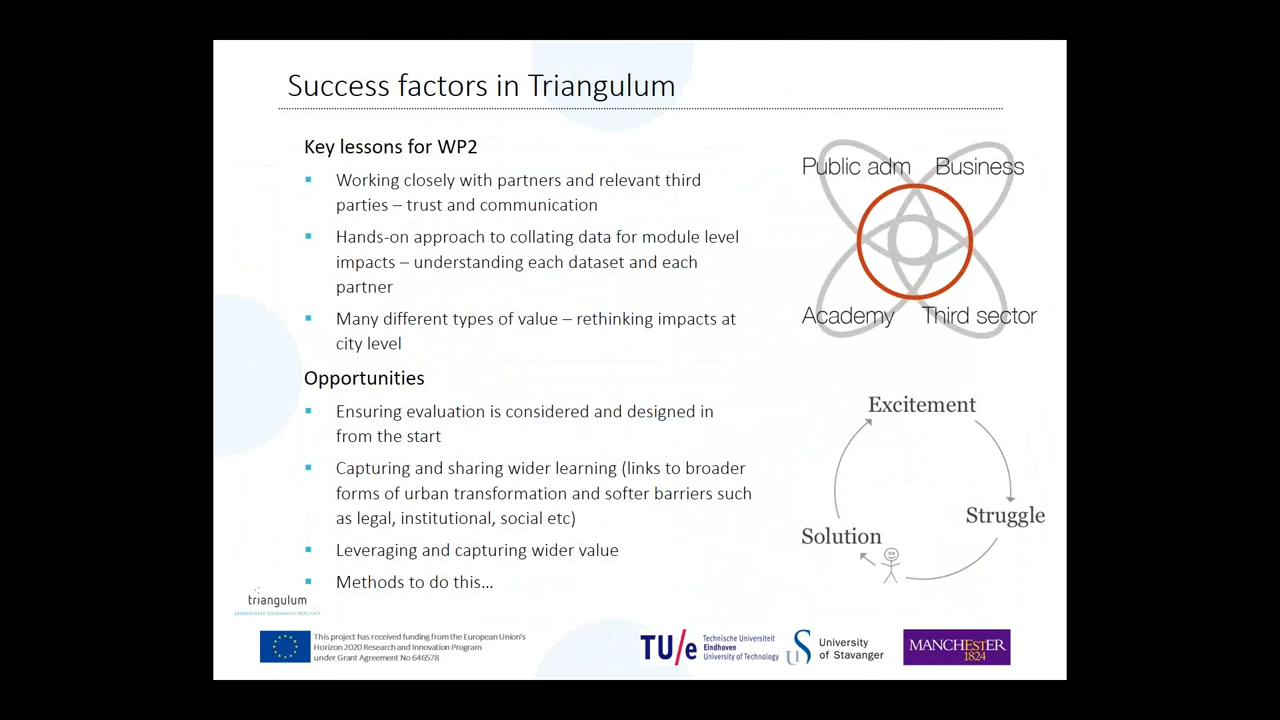 Success factors in Triangulum
Key lessons for WP2
Working closely with partners and relevant third
parties – trust and communication
Hands-on approach to collating data for module level
impacts – understanding each dataset and each
partner
Many different types of value – rethinking impacts at
city level
Opportunities
Ensuring evaluation is considered and designed in
from the start
Capturing and sharing wider learning (links to broader
forms of urban transformation and softer barriers such
as legal, institutional, social etc)
Leveraging and capturing wider value
Methods to do this...
Public adm Business
Academy Third sector
Excitement
Struggle
Solution
triangulum
DEMONSTRATE·DISSEMINATE·REPLICATE
This project has received funding from the European Union's
Horizon 2020 Research and Innovation Program
under Grant Agreement No 646578
TU/e
Technische Universiteit
Eindhoven
University of Technology
University
of Stavanger
MANCHESTER
1824